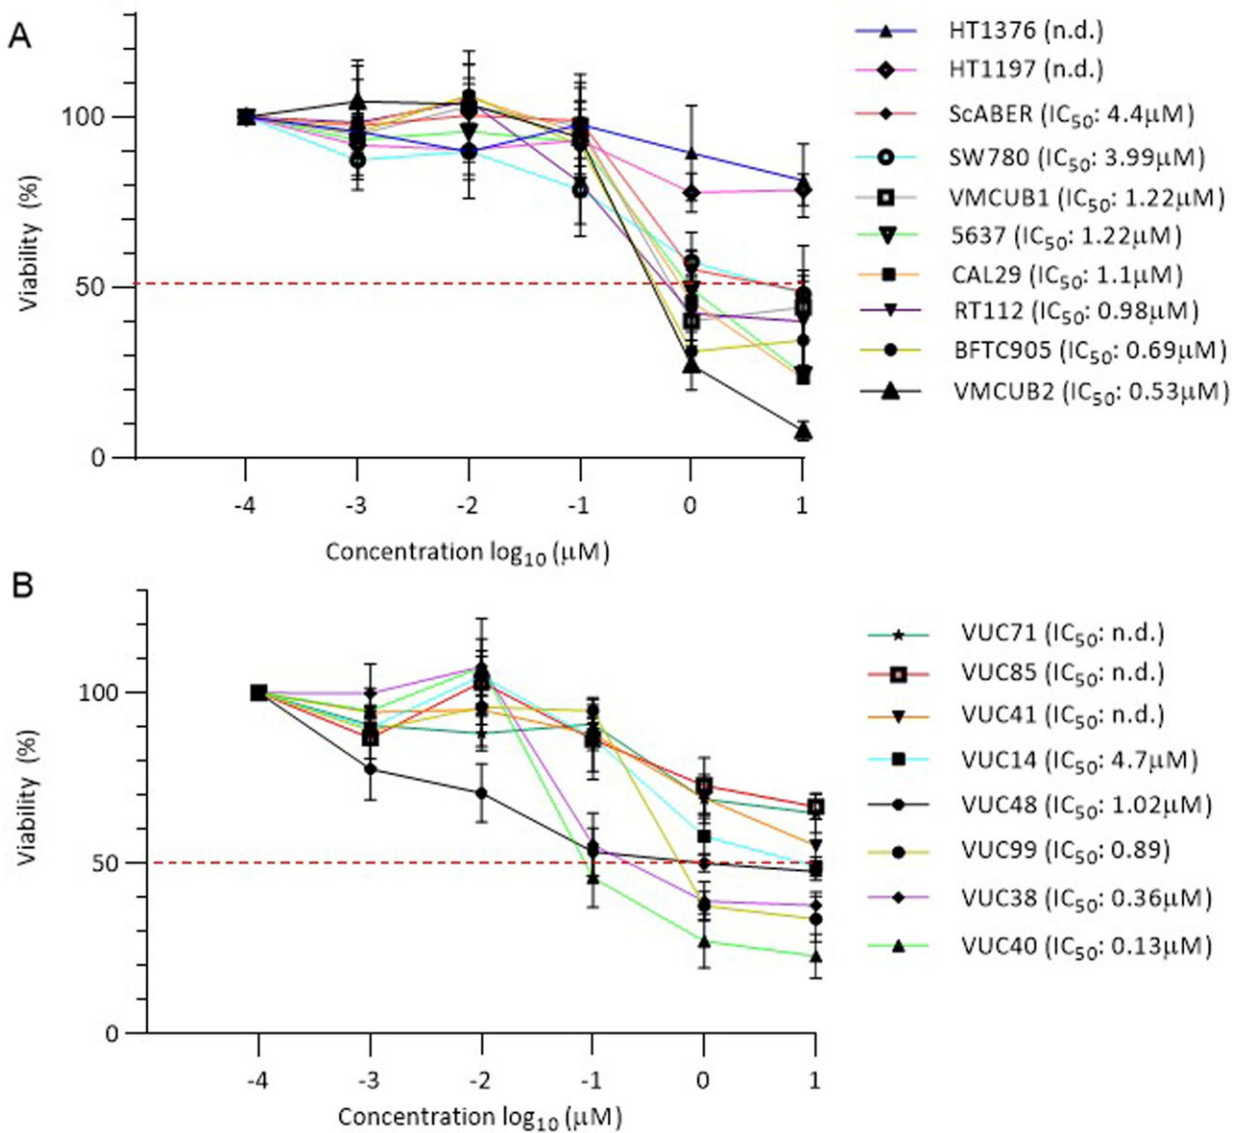 A
Viability (%)
100
50
0
-4 -3 -2 -1 0 1
Concentration log10 (μM)
HT1376 (n.d.)
HT1197 (n.d.)
ScABER (IC50: 4.4μM)
SW780 (IC50: 3.99μM)
VMCUB1 (IC50: 1.22μM)
5637 (IC50: 1.22μM)
CAL29 (IC50: 1.1μM)
RT112 (IC50: 0.98μM)
BFTC905 (IC50: 0.69μM)
VMCUB2 (IC50: 0.53μM)
B
Viability (%)
100
50
0
-4 -3 -2 -1 0 1
Concentration log10 (μM)
VUC71 (IC50: n.d.)
VUC85 (IC50: n.d.)
VUC41 (IC50: n.d.)
VUC14 (IC50: 4.7μM)
VUC48 (IC50: 1.02μM)
VUC99 (IC50: 0.89)
VUC38 (IC50: 0.36μM)
VUC40 (IC50: 0.13μM)